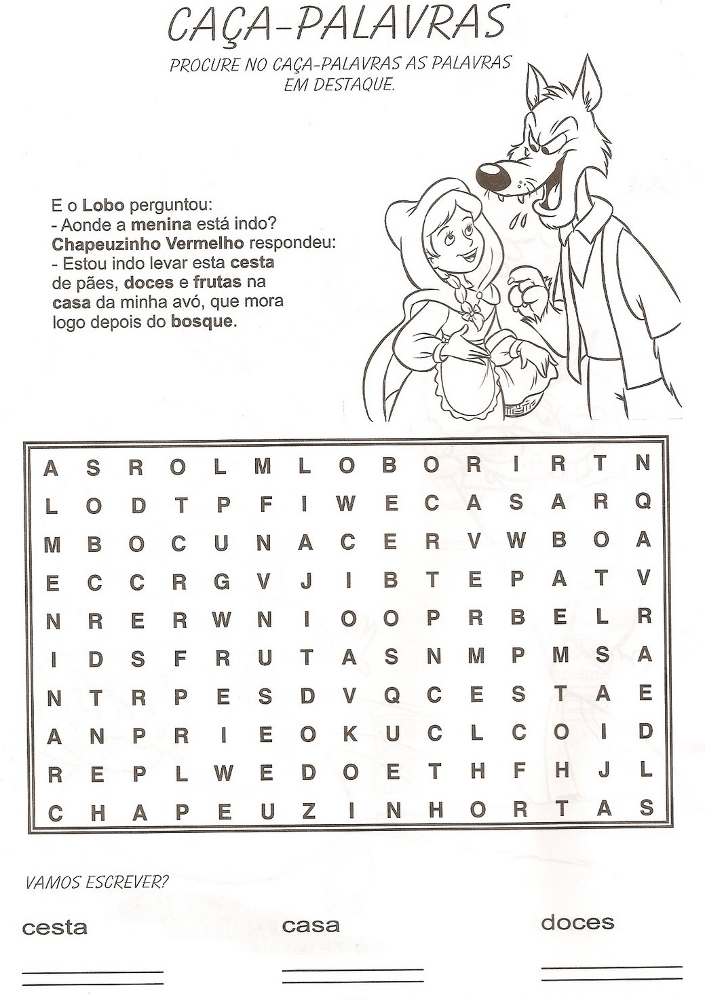 CAÇA-PALAVRAS
PROCURE NO CAÇA-PALAVRAS AS PALAVRAS
EM DESTAQUE.
E o Lobo perguntou:
- Aonde a menina está indo?
Chapeuzinho Vermelho respondeu:
- Estou indo levar esta cesta
de pães, doces e frutas na
casa da minha avó, que mora
logo depois do bosque.
A S R O L M L O B O R I R T N
L O D T P F I W E C A S A R Q
M B O C U N A C E R V W B O A
E C C R G V J I B T E P A T V
N R E R W N I O O P R B E L R
I D S F R U T A S N M P M S A
N T R P E S D V Q C E S T A E
A N P R I E O K U C L C O I D
R E P L W E D O E T H F H J L
C H A P E U Z I N H O R T A S
VAMOS ESCREVER?
cesta casa doces